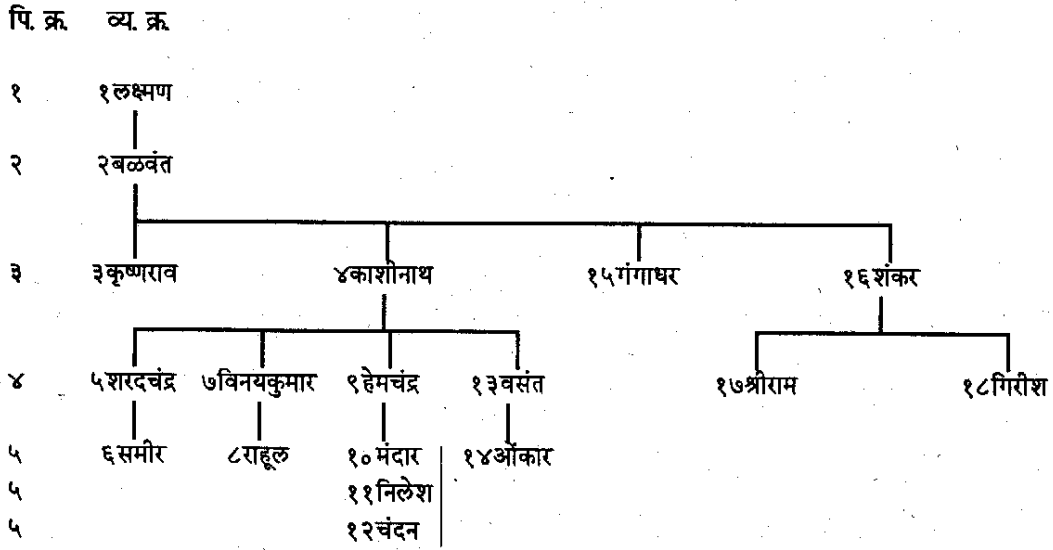 पि. क्र. व्य. क्र.
१ १लक्ष्मण
२ २बळवंत
३ ३कृष्णराव ४काशीनाथ १५गंगाधर १६शंकर
४ ५शरदचंद्र ७विनयकुमार ९हेमचंद्र १३वसंत १७श्रीराम १८गिरीश
५ ६समीर ८राहूल १०मंदार १४ओंकार
५ ११निलेश
५ १२चंदन